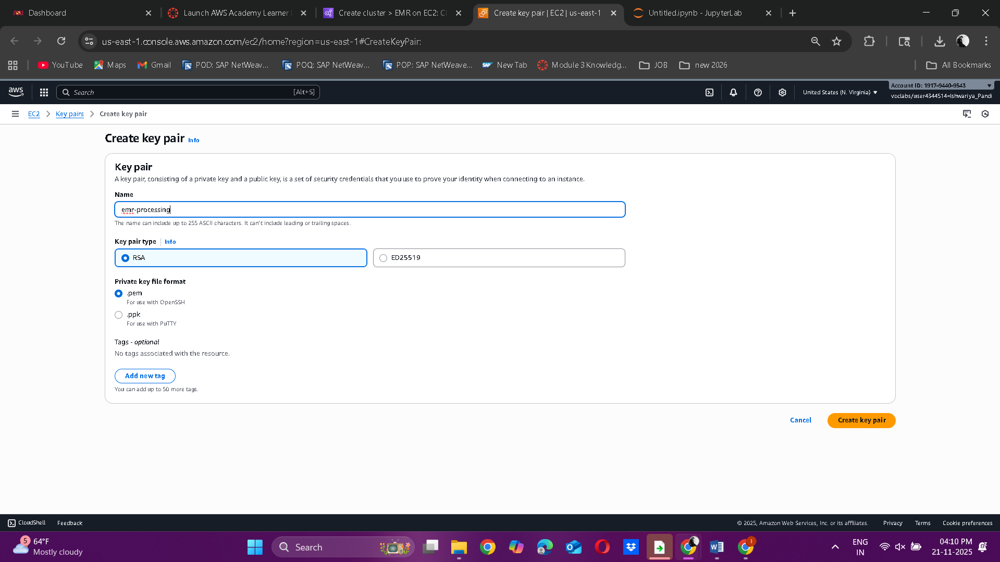 Dashboard
Launch AWS Academy Learner
Create cluster > EMR on EC2: Cl
Create key pair | EC2 | us-east-1
Untitled.ipynb - JupyterLab
us-east-1.console.aws.amazon.com/ec2/home?region=us-east-1#CreateKeyPair:
YouTube
Maps
Gmail
POD: SAP NetWeav...
POQ: SAP NetWeav...
POP: SAP NetWeave...
SAP
New Tab
Module 3 Knowledg...
JOB
new 2026
All Bookmarks
aws
Search
[Alt+S]
United States (N. Virginia)
Account ID: 1917-9440-9543
voclabs/user4344514=Ishwariya_Pandi
EC2
Key pairs
Create key pair
Create key pair Info
Key pair
A key pair, consisting of a private key and a public key, is a set of security credentials that you use to prove your identity when connecting to an instance.
Name
emr-processing
The name can include up to 255 ASCII characters. It can't include leading or trailing spaces.
Key pair type
Info
RSA
ED25519
Private key file format
.pem
For use with OpenSSH
.ppk
For use with PuTTY
Tags - optional
No tags associated with the resource.
Add new tag
You can add up to 50 more tags.
Cancel
Create key pair
CloudShell
Feedback
© 2025, Amazon Web Services, Inc. or its affiliates.
Privacy
Terms
Cookie preferences
5
64°F
Mostly cloudy
Search
ENG
IN
04:10 PM
21-11-2025